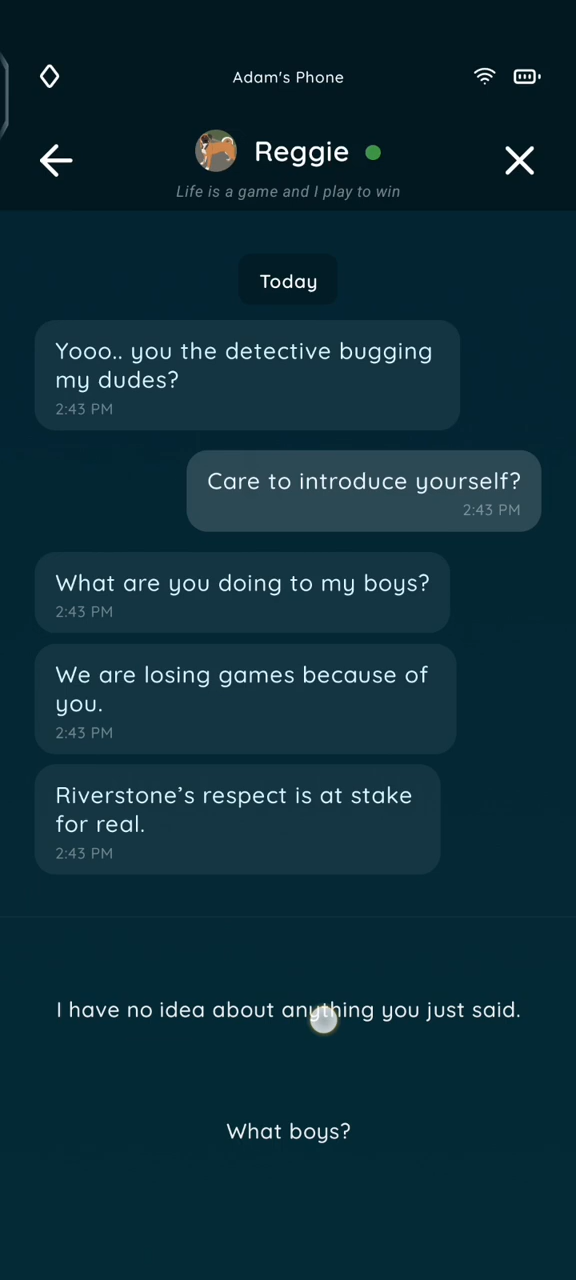 Adam's Phone
Reggie
Life is a game and I play to win
Today
Yooo.. you the detective bugging
my dudes?
2:43 PM
Care to introduce yourself?
2:43 PM
What are you doing to my boys?
2:43 PM
We are losing games because of
you.
2:43 PM
Riverstone’s respect is at stake
for real.
2:43 PM
I have no idea about anything you just said.
What boys?